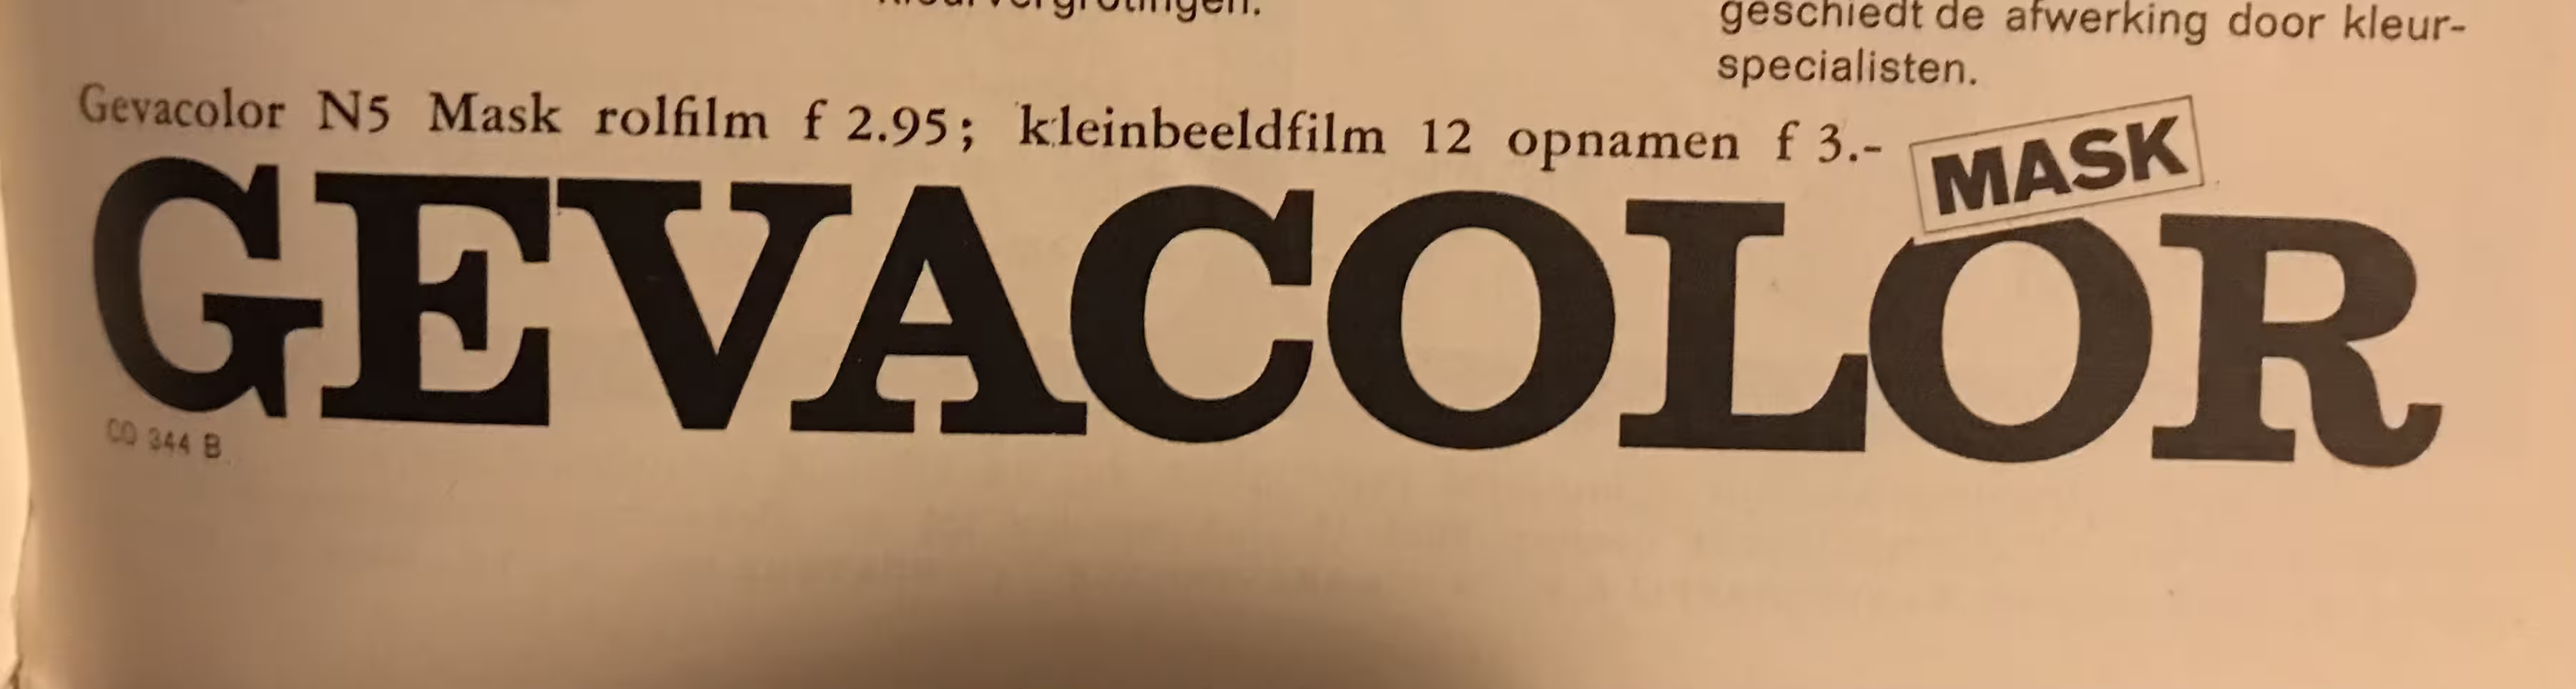 kleurvergrotingen.
geschiedt de afwerking door kleur-
specialisten.
Gevacolor N5 Mask rolfilm f 2.95; kleinbeeldfilm 12 opnamen f 3.-
MASK
GEVACOLOR
CO 344 B